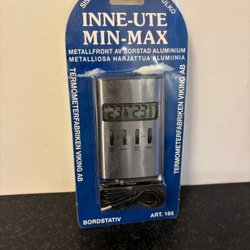 INNE-UTE
MIN-MAX
METALLFRONT AV BORSTAD ALUMINIUM
METALLIOSA HARJATTUA ALUMIINIA
TERMOMETERFABRIKEN VIKING AB
TERMOMETERFABRIKEN VIKING AB
BORDSTATIV
ART. 185